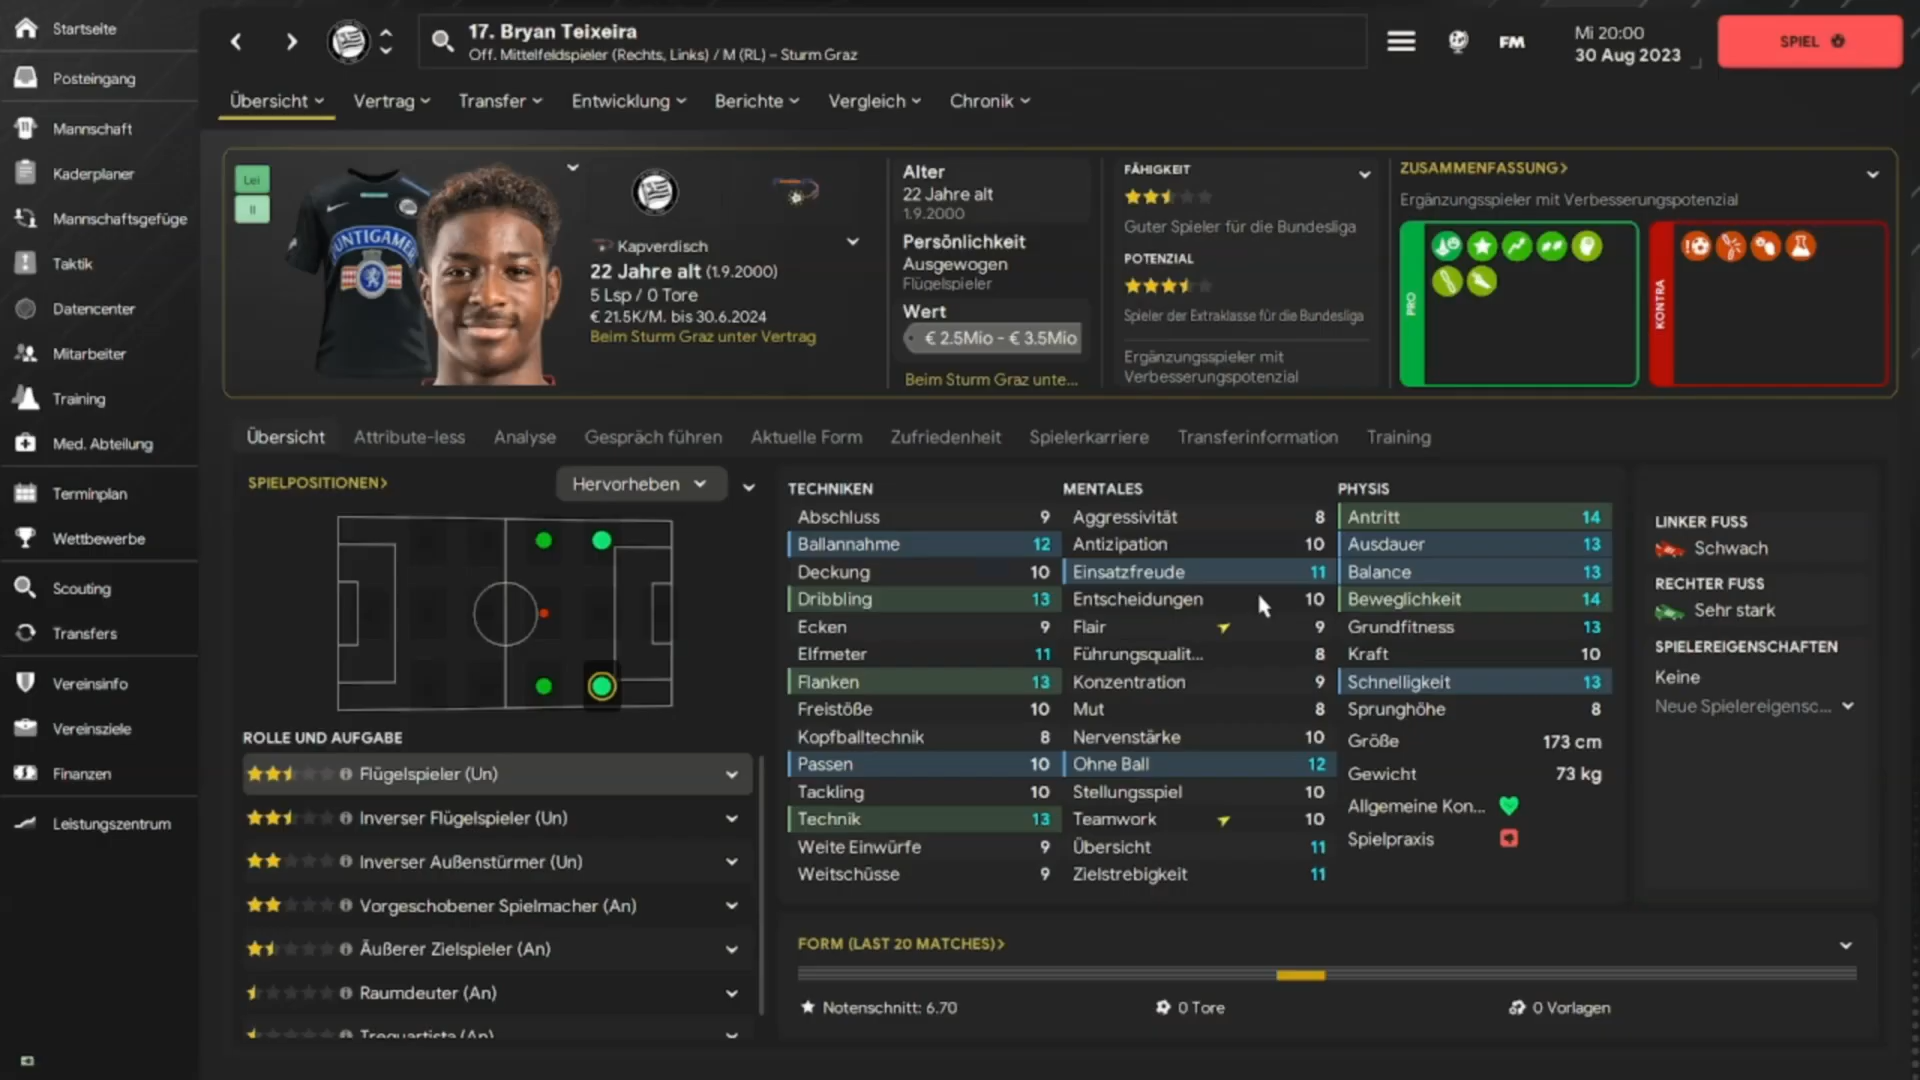 Startseite
Posteingang
Mannschaft
Kaderplaner
Mannschaftsgefüge
Taktik
Datencenter
Mitarbeiter
Training
Med. Abteilung
Terminplan
Wettbewerbe
Scouting
Transfers
Vereinsinfo
Vereinsziele
Finanzen
Leistungszentrum
17. Bryan Teixeira
Off. Mittelfeldspieler (Rechts, Links) / M (RL) – Sturm Graz
FM
Mi 20:00
30 Aug 2023
SPIEL
Übersicht
Vertrag
Transfer
Entwicklung
Berichte
Vergleich
Chronik
Lei
II
PUNTIGAMER
Kapverdisch
22 Jahre alt (1.9.2000)
5 Lsp / 0 Tore
€ 21.5K/M. bis 30.6.2024
Beim Sturm Graz unter Vertrag
Alter
22 Jahre alt
1.9.2000
Persönlichkeit
Ausgewogen
Flügelspieler
Wert
€ 2.5Mio - € 3.5Mio
Beim Sturm Graz unte...
FÄHIGKEIT
Guter Spieler für die Bundesliga
POTENZIAL
Spieler der Extraklasse für die Bundesliga
Ergänzungsspieler mit
Verbesserungspotenzial
ZUSAMMENFASSUNG>
Ergänzungsspieler mit Verbesserungspotenzial
PRO
KONTRA
Übersicht
Attribute-less
Analyse
Gespräch führen
Aktuelle Form
Zufriedenheit
Spielerkarriere
Transferinformation
Training
SPIELPOSITIONEN>
Hervorheben
ROLLE UND AUFGABE
Flügelspieler (Un)
Inverser Flügelspieler (Un)
Inverser Außenstürmer (Un)
Vorgeschobener Spielmacher (An)
Äußerer Zielspieler (An)
Raumdeuter (An)
Trequartista (An)
TECHNIKEN
Abschluss 9
Ballannahme 12
Deckung 10
Dribbling 13
Ecken 9
Elfmeter 11
Flanken 13
Freistöße 10
Kopfballtechnik 8
Passen 10
Tackling 10
Technik 13
Weite Einwürfe 9
Weitschüsse 9
MENTALES
Aggressivität 8
Antizipation 10
Einsatzfreude 11
Entscheidungen 10
Flair 9
Führungsqualit... 8
Konzentration 9
Mut 8
Nervenstärke 10
Ohne Ball 12
Stellungsspiel 10
Teamwork 10
Übersicht 11
Zielstrebigkeit 11
PHYSIS
Antritt 14
Ausdauer 13
Balance 13
Beweglichkeit 14
Grundfitness 13
Kraft 10
Schnelligkeit 13
Sprunghöhe 8
Größe 173 cm
Gewicht 73 kg
Allgemeine Kon...
Spielpraxis
LINKER FUSS
Schwach
RECHTER FUSS
Sehr stark
SPIELEREIGENSCHAFTEN
Keine
Neue Spielereigensc...
FORM (LAST 20 MATCHES)>
Notenschnitt: 6.70
0 Tore
0 Vorlagen